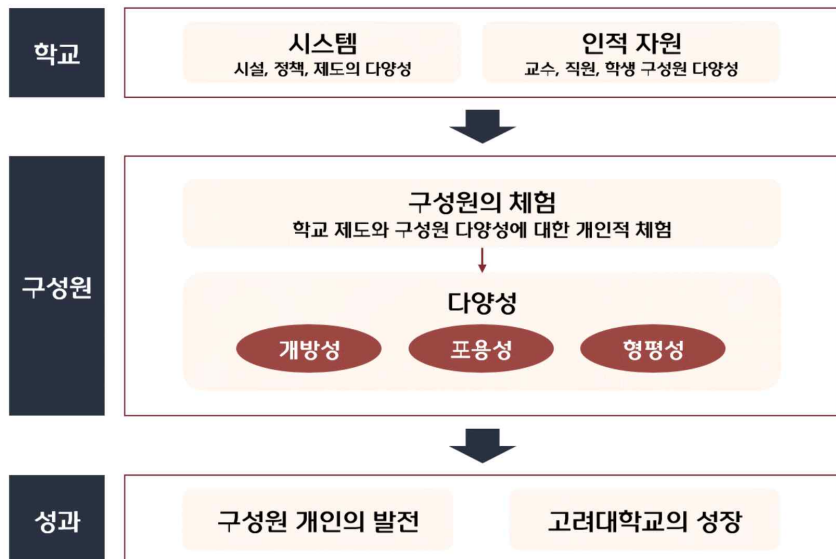 학교
시스템
시설, 정책, 제도의 다양성
인적 자원
교수, 직원, 학생 구성원 다양성
구성원
구성원의 체험
학교 제도와 구성원 다양성에 대한 개인적 체험
다양성
개방성
포용성
형평성
성과
구성원 개인의 발전
고려대학교의 성장